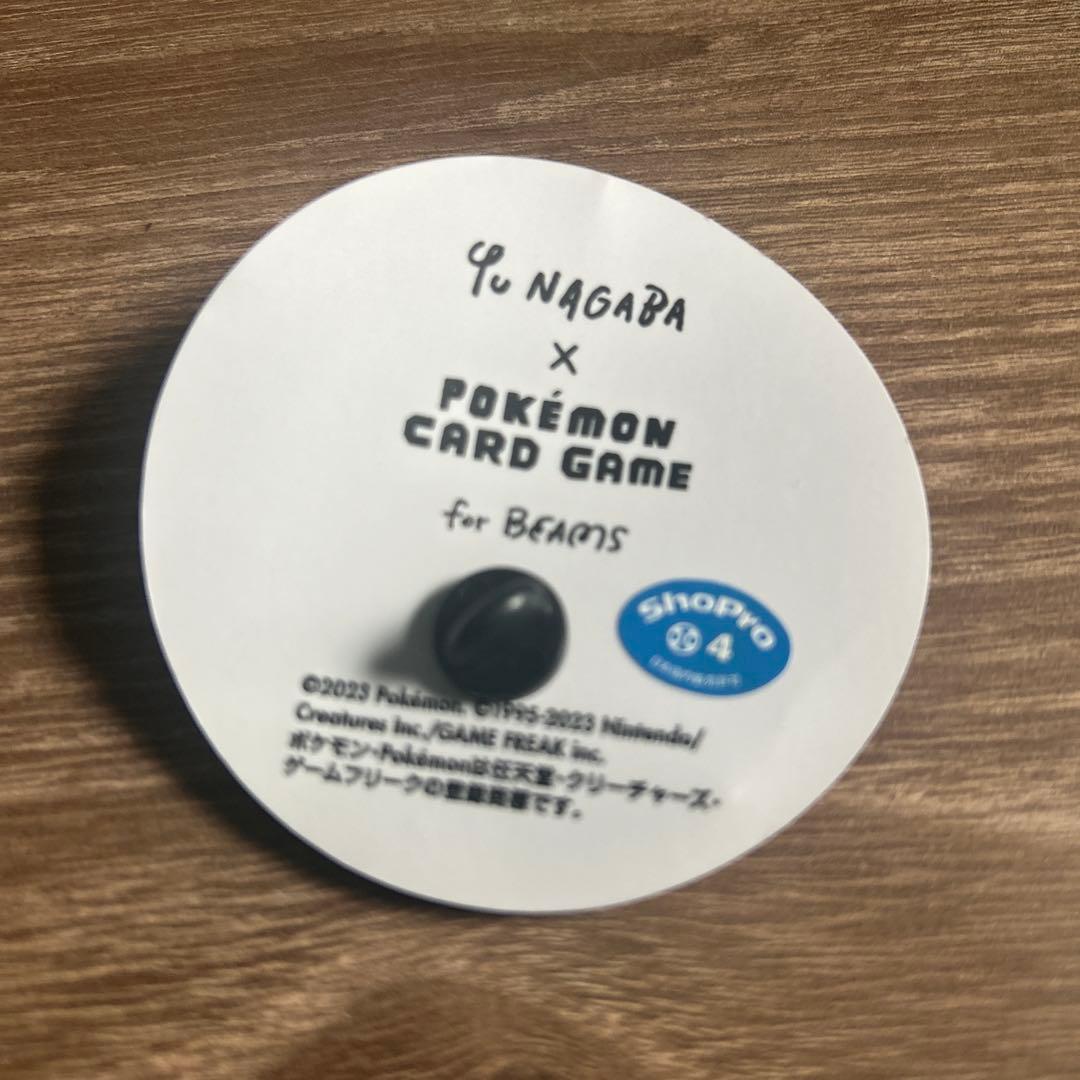 Yu NAGABA
×
POKÉMON
CARD GAME
for BEAMS
ShoPro
4
©2023 Pokémon. ©1995-2023 Nintendo/
Creatures Inc./GAME FREAK inc.
ポケモン・Pokémonは任天堂・クリーチャーズ・
ゲームフリークの登録商標です。